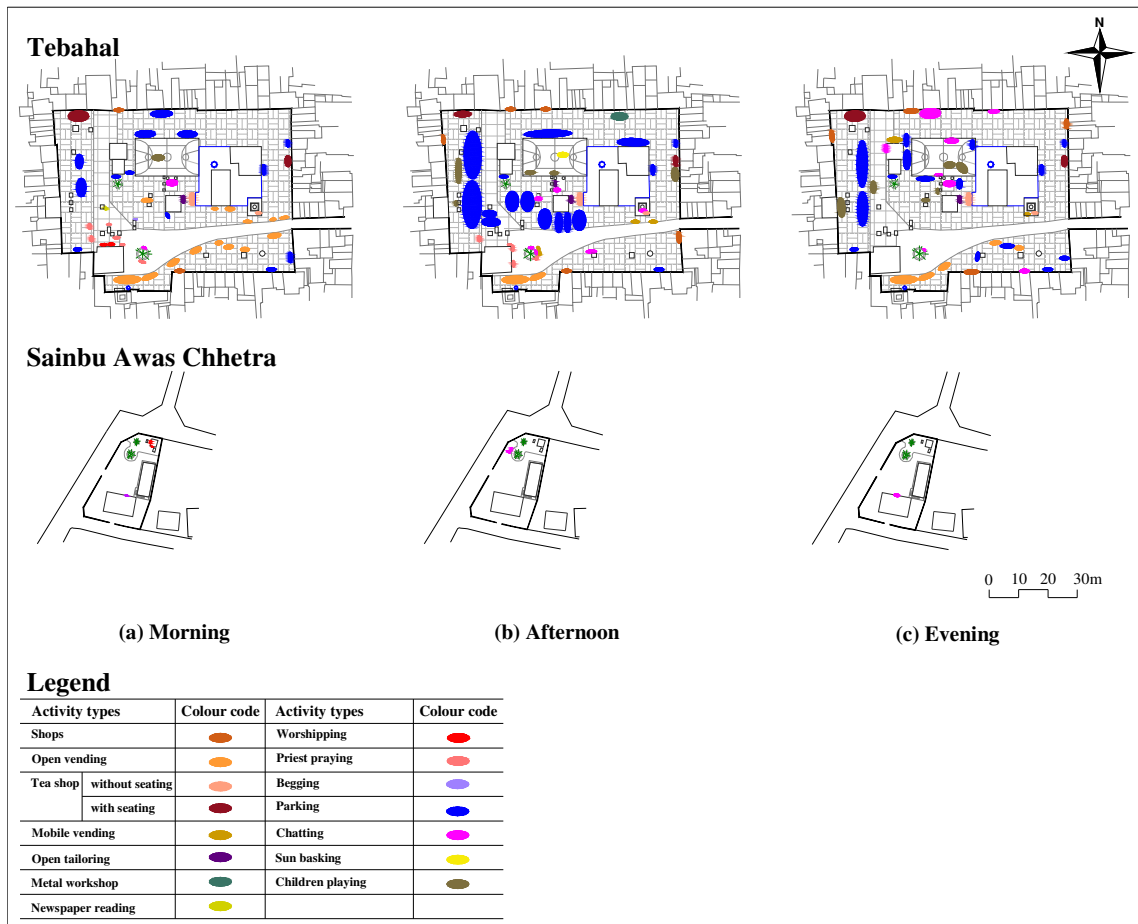 N
Tebahal
Sainbu Awas Chhetra
0 10 20 30m
(a) Morning (b) Afternoon (c) Evening
Legend
Activity types Colour code Activity types Colour code
Shops Worshipping
Open vending Priest praying
Tea shop without seating Begging
with seating Parking
Mobile vending Chatting
Open tailoring Sun basking
Metal workshop Children playing
Newspaper reading